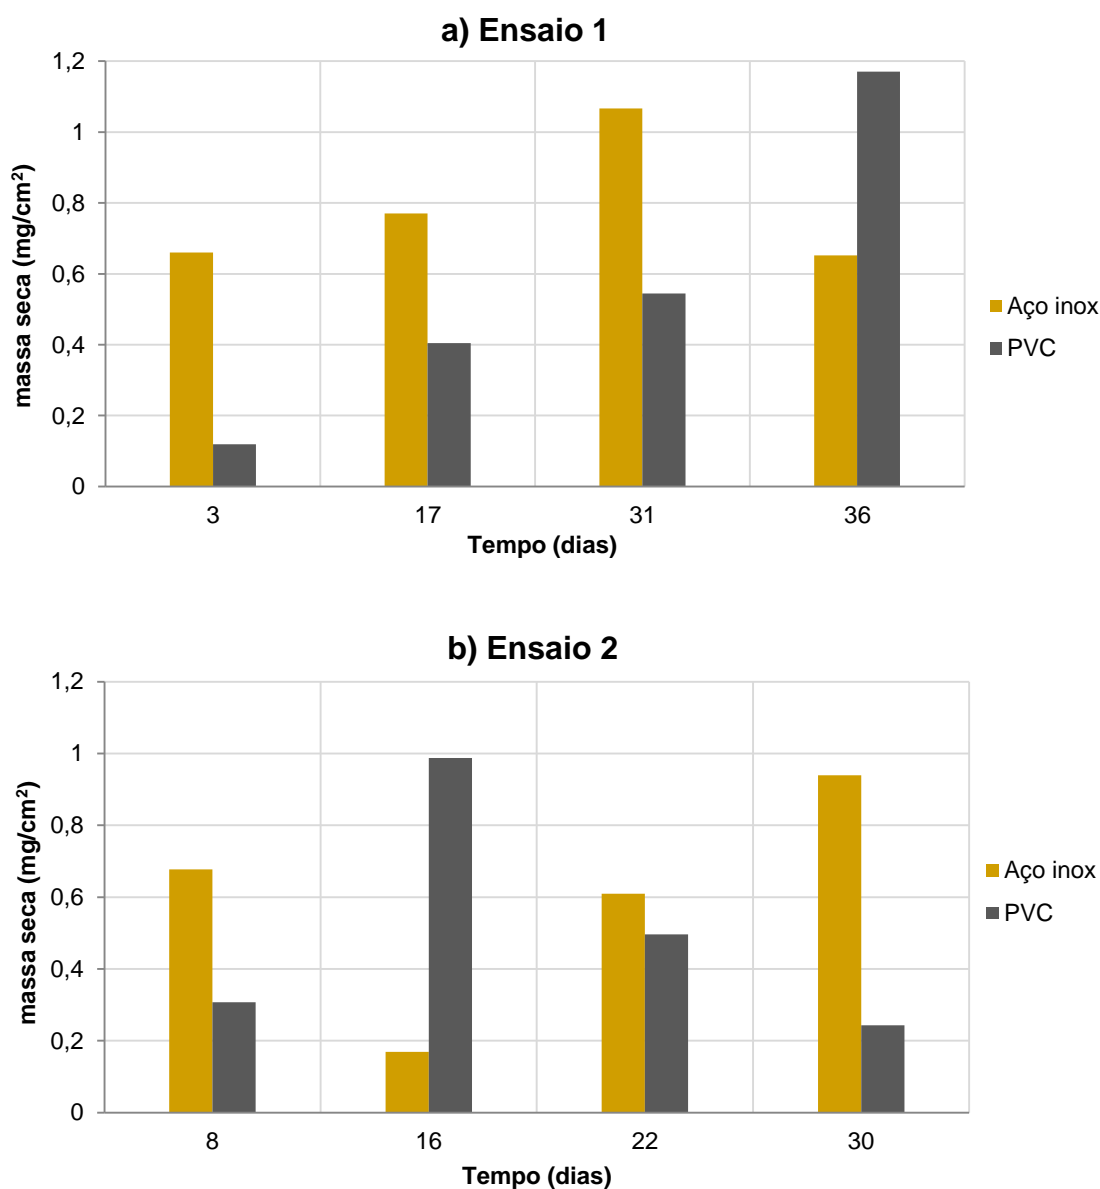 a) Ensaio 1
1,2
1
0,8
0,6
0,4
0,2
0
massa seca (mg/cm²)
3 17 31 36
Tempo (dias)
Aço inox
PVC
b) Ensaio 2
1,2
1
0,8
0,6
0,4
0,2
0
massa seca (mg/cm²)
8 16 22 30
Tempo (dias)
Aço inox
PVC